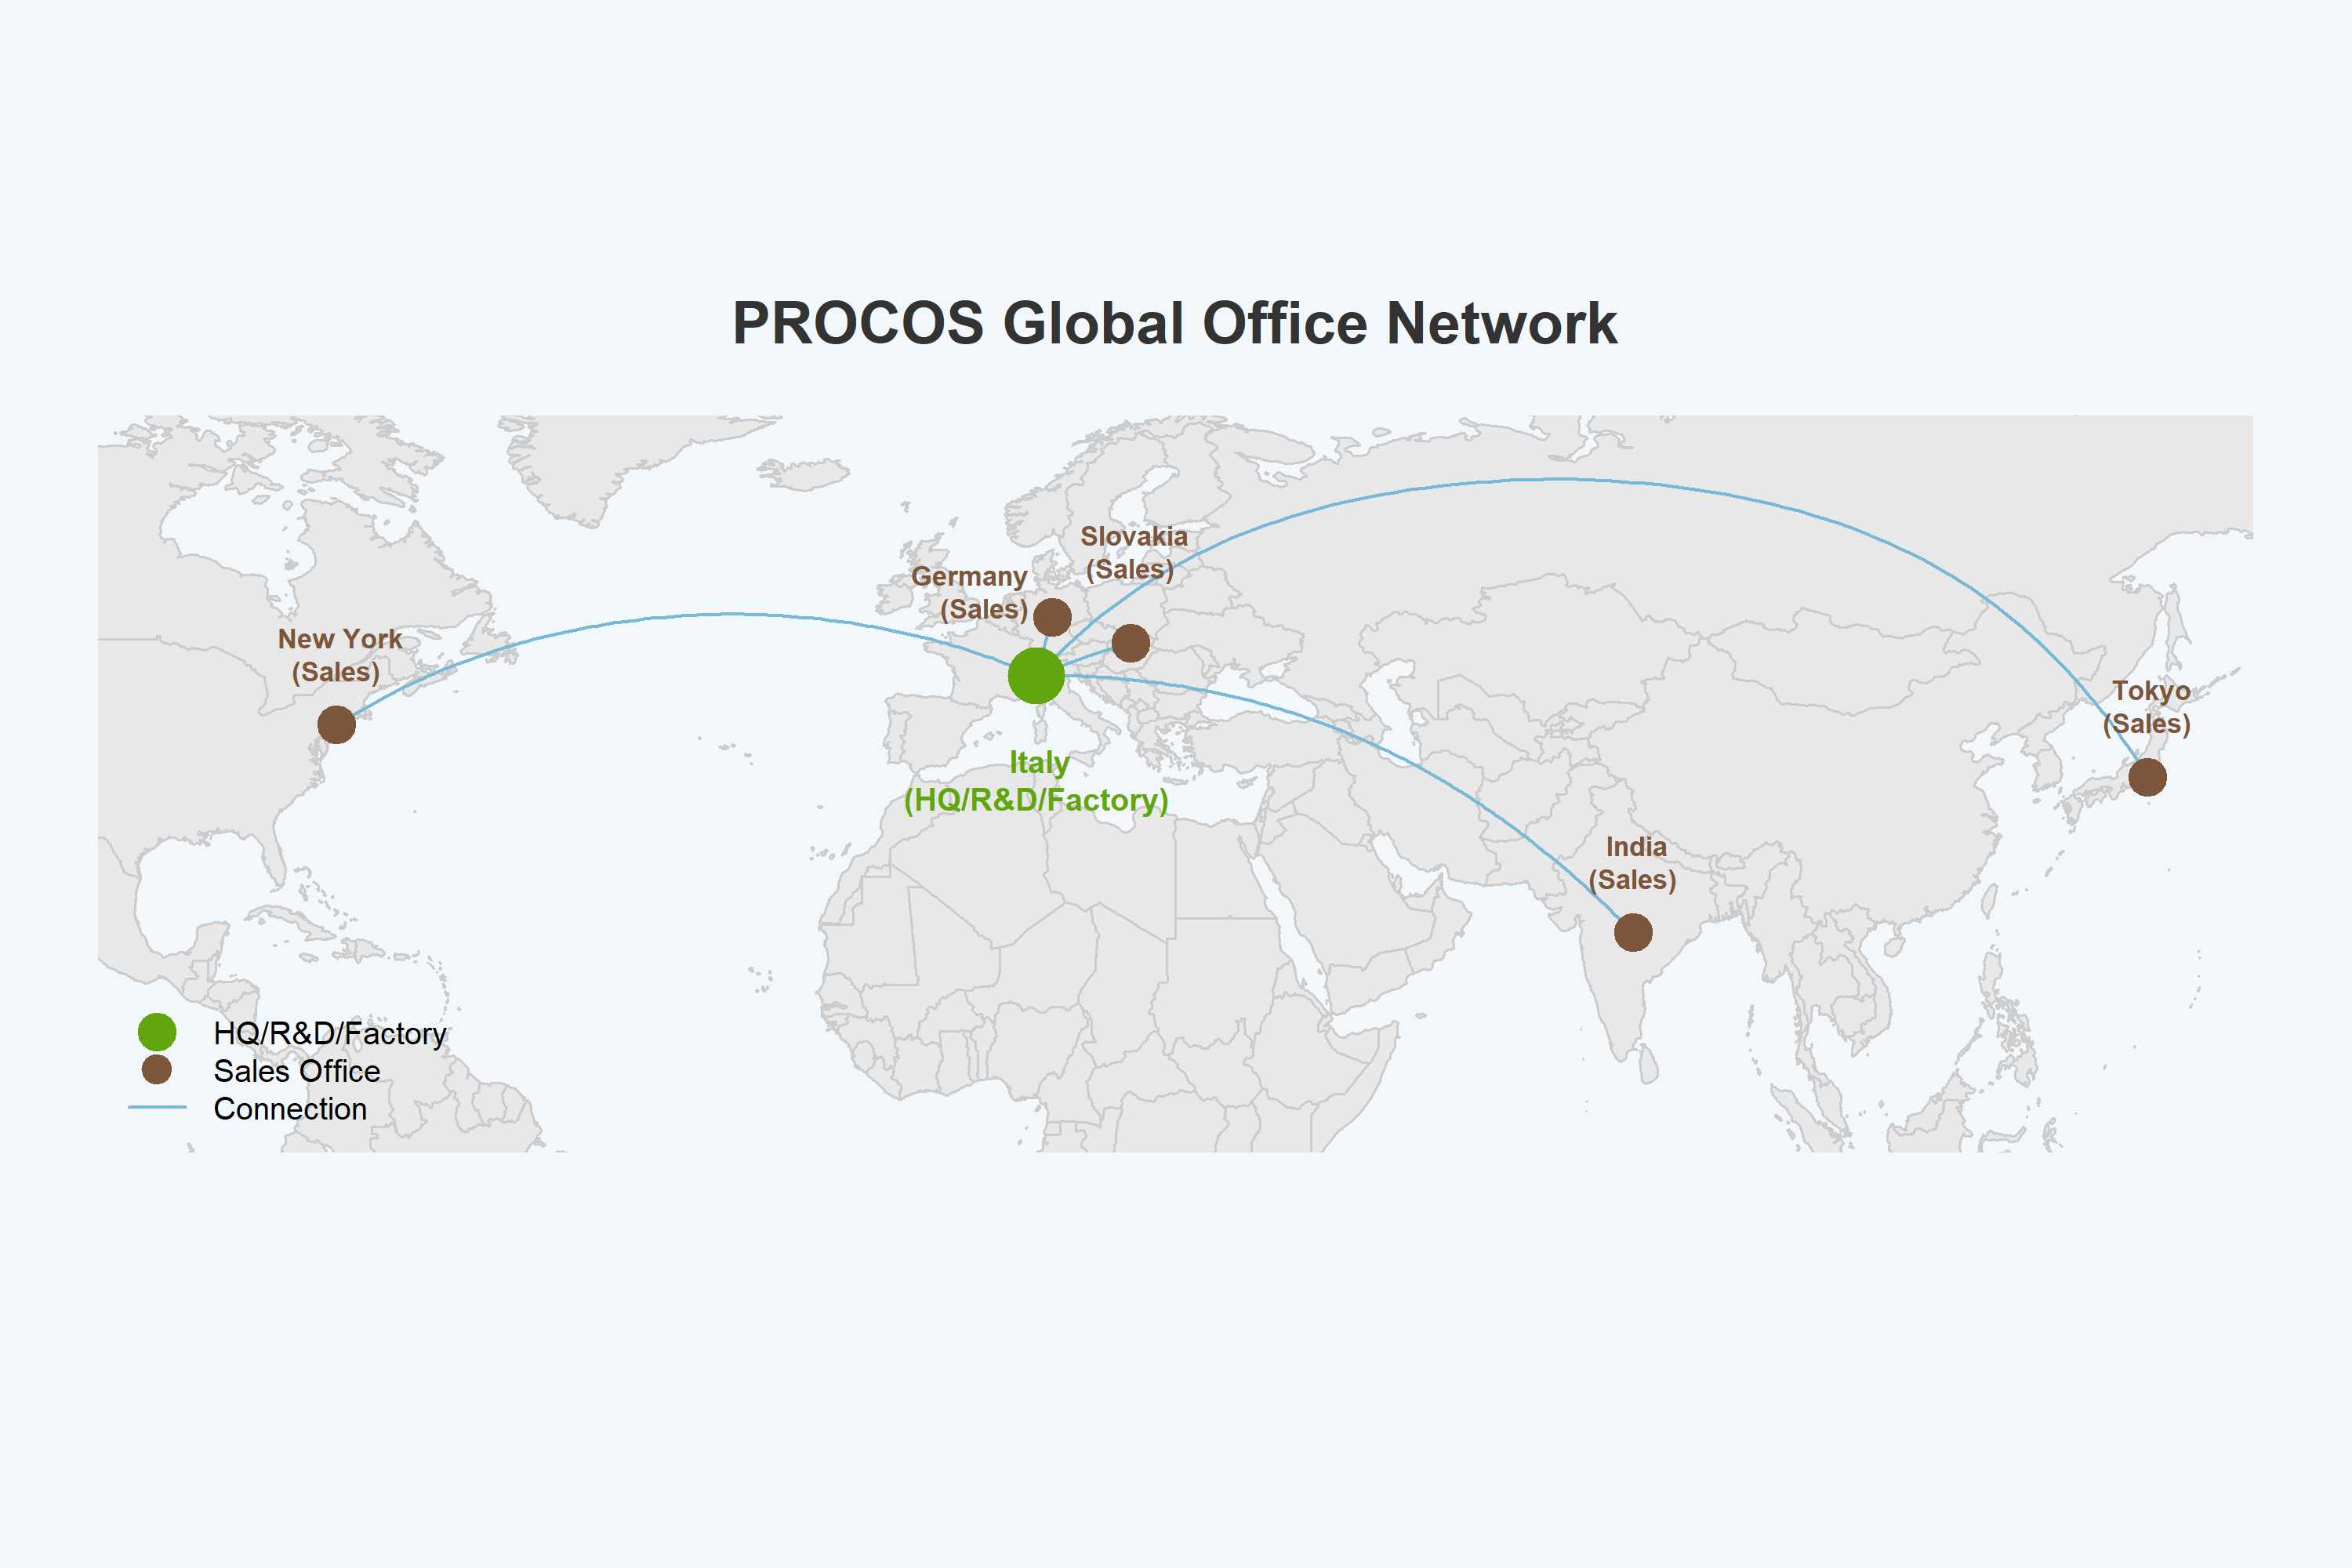 PROCOS Global Office Network
Slovakia
(Sales)
Germany
(Sales)
New York
(Sales)
Tokyo
(Sales)
Italy
(HQ/R&D/Factory)
India
(Sales)
HQ/R&D/Factory
Sales Office
Connection